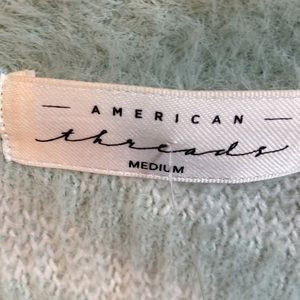 — AMERICAN —
threads
MEDIUM